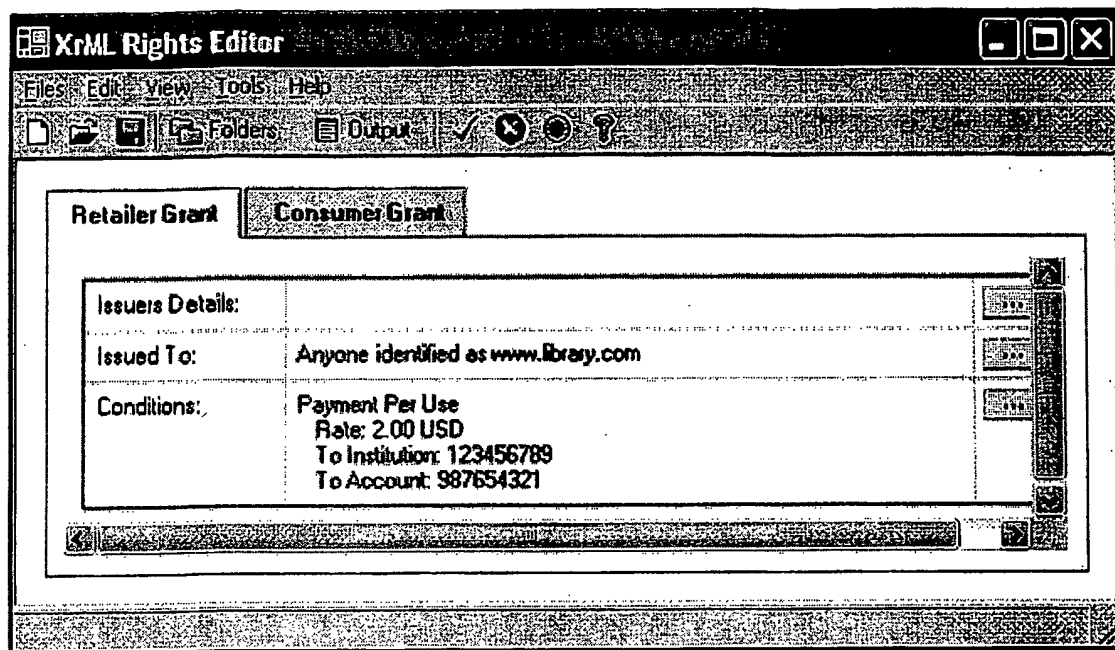 XrML Rights Editor
Files Edit View Tools Help
Folders Output
Retailer Grant Consumer Grant
Issuers Details: ...
Issued To: Anyone identified as www.library.com ...
Conditions: Payment Per Use ...
Rate: 2.00 USD
To Institution: 123456789
To Account: 987654321